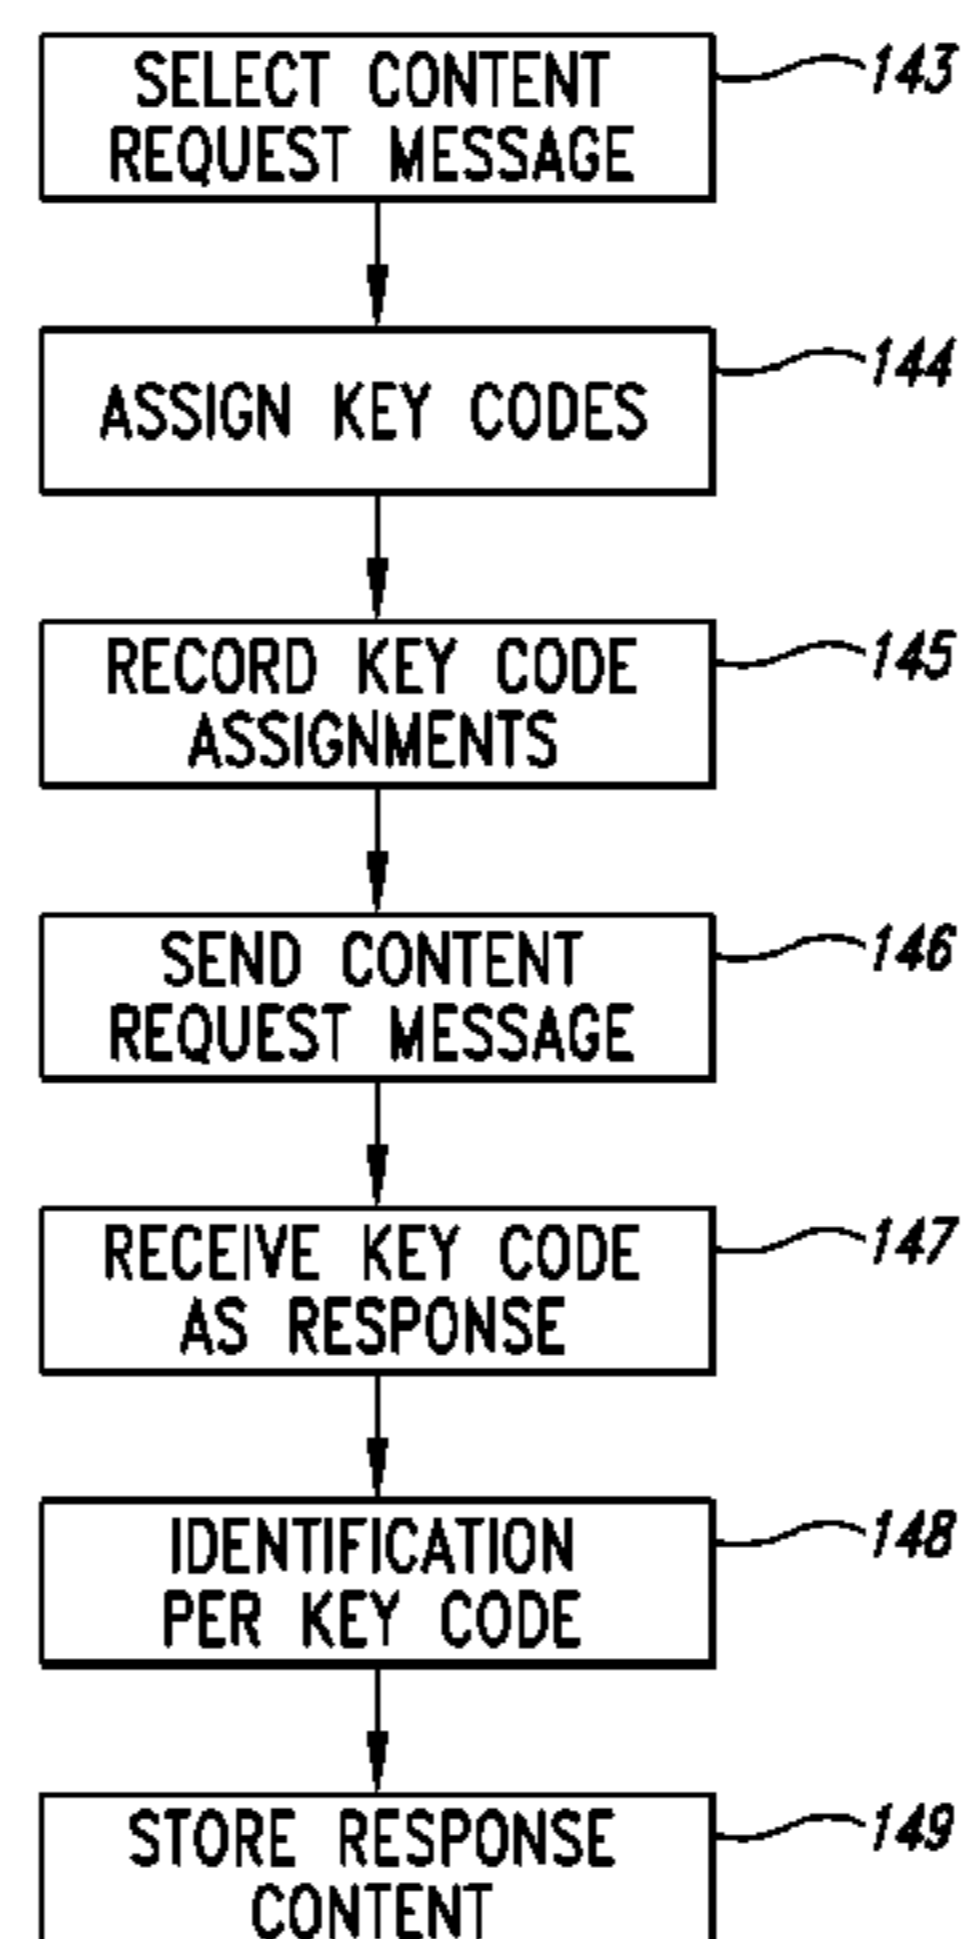 SELECT CONTENT
REQUEST MESSAGE
143
ASSIGN KEY CODES
144
RECORD KEY CODE
ASSIGNMENTS
145
SEND CONTENT
REQUEST MESSAGE
146
RECEIVE KEY CODE
AS RESPONSE
147
IDENTIFICATION
PER KEY CODE
148
STORE RESPONSE
CONTENT
149